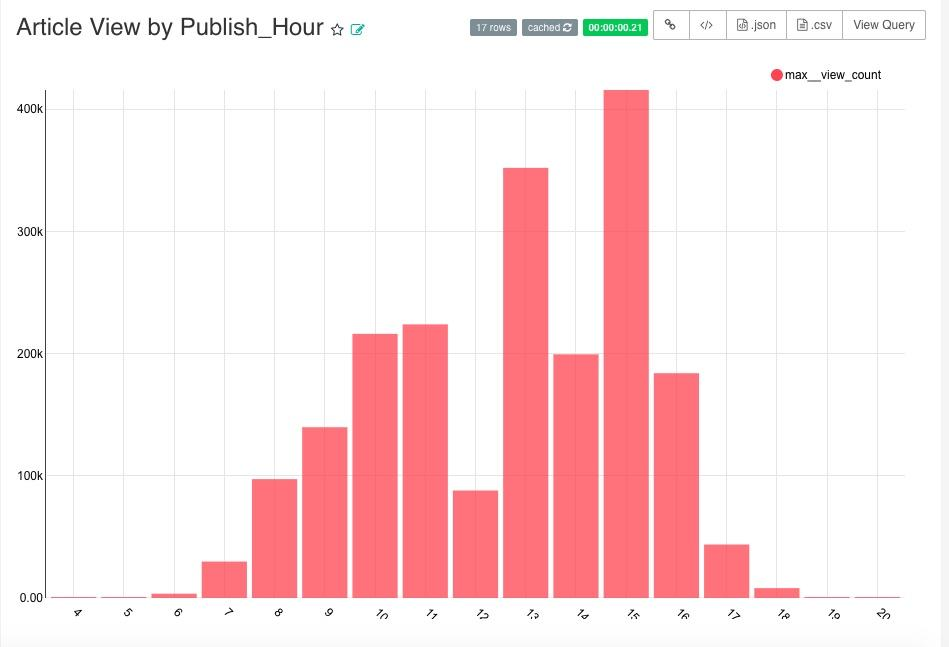 Article View by Publish_Hour
17 rows
cached
00:00:00.21
</>
.json
.csv
View Query
max__view_count
400k
300k
200k
100k
0.00
4
5
6
7
8
9
10
11
12
13
14
15
16
17
18
19
20